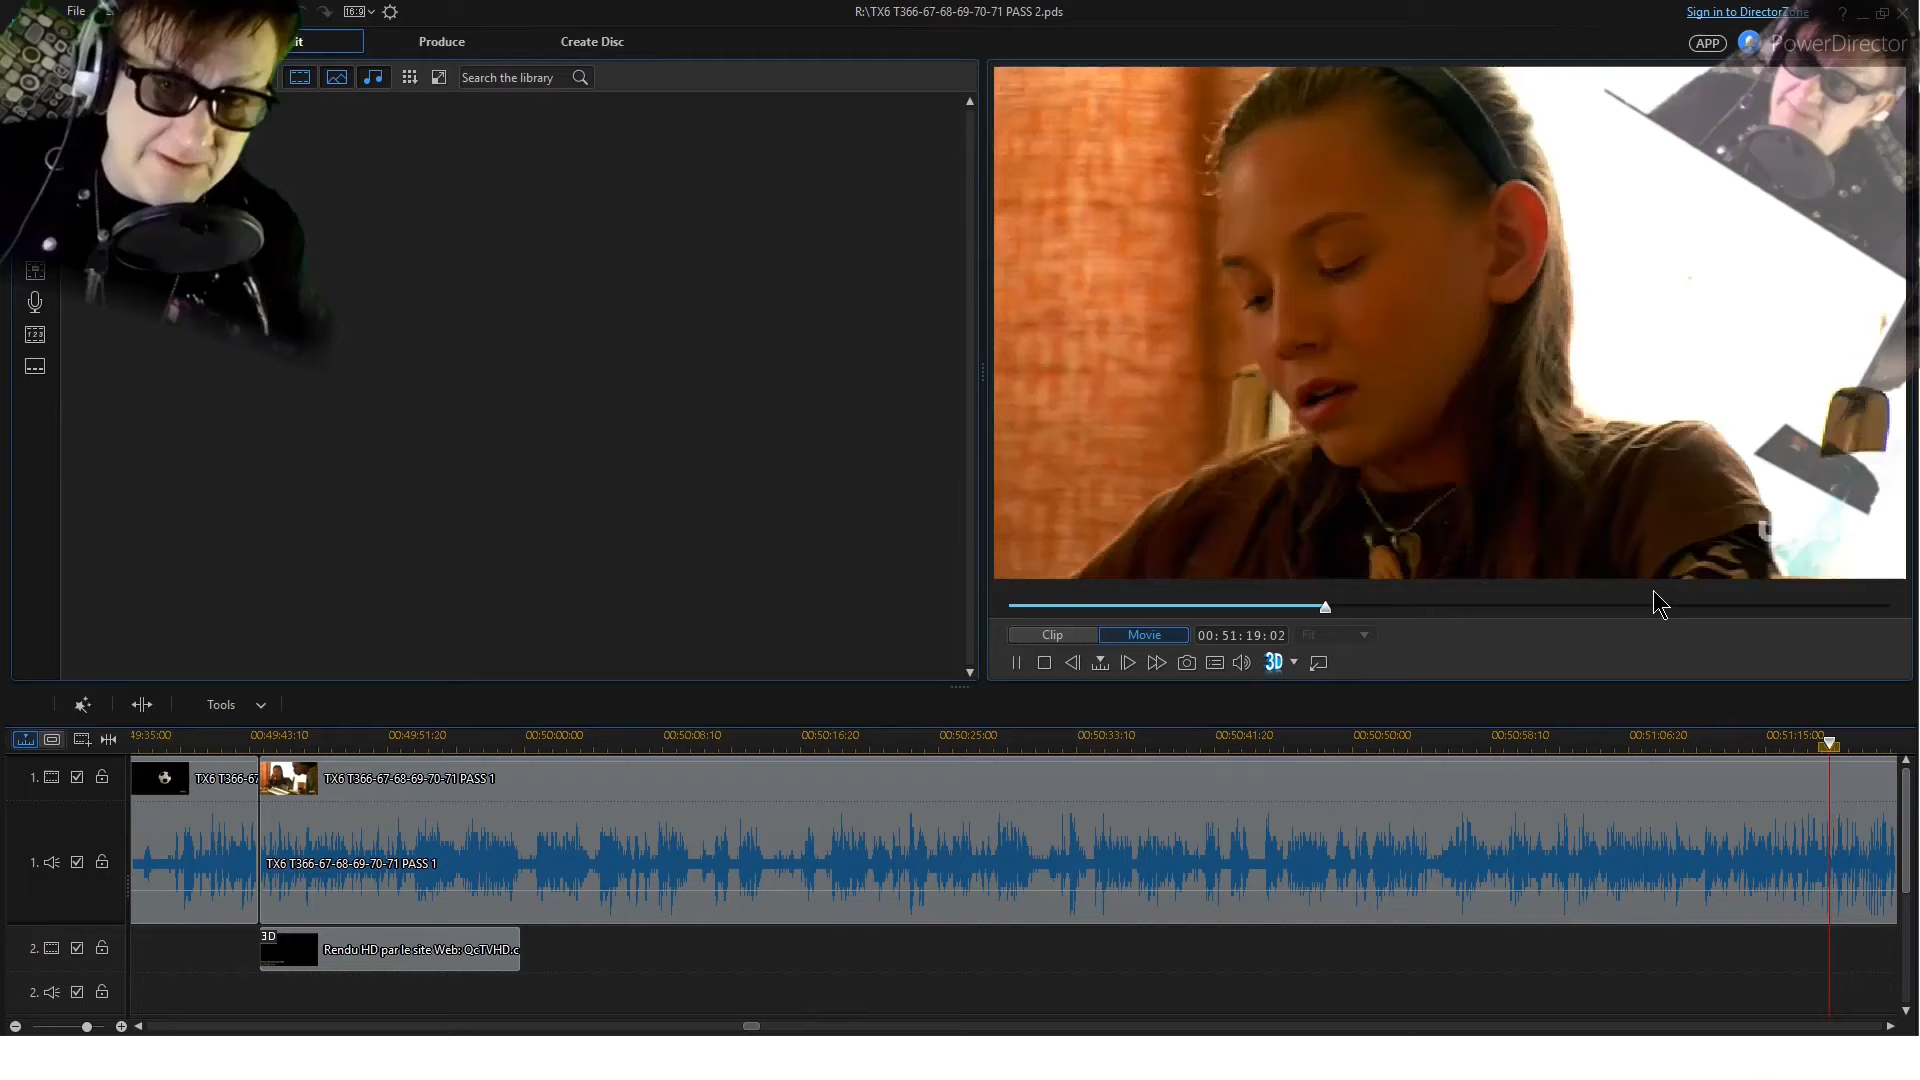 File
16:9
R:\TX6 T366-67-68-69-70-71 PASS 2.pds
Sign in to DirectorZone
it
Produce
Create Disc
APP
PowerDirector
Search the library
Clip
Movie
00:51:19:02
Fit
3D
Tools
49:35:00
00:49:43:10
00:49:51:20
00:50:00:00
00:50:08:10
00:50:16:20
00:50:25:00
00:50:33:10
00:50:41:20
00:50:50:00
00:50:58:10
00:51:06:20
00:51:15:00
1.
TX6 T366-67
TX6 T366-67-68-69-70-71 PASS 1
1.
TX6 T366-67-68-69-70-71 PASS 1
3D
2.
Rendu HD par le site Web: QcTVHD.c
2.